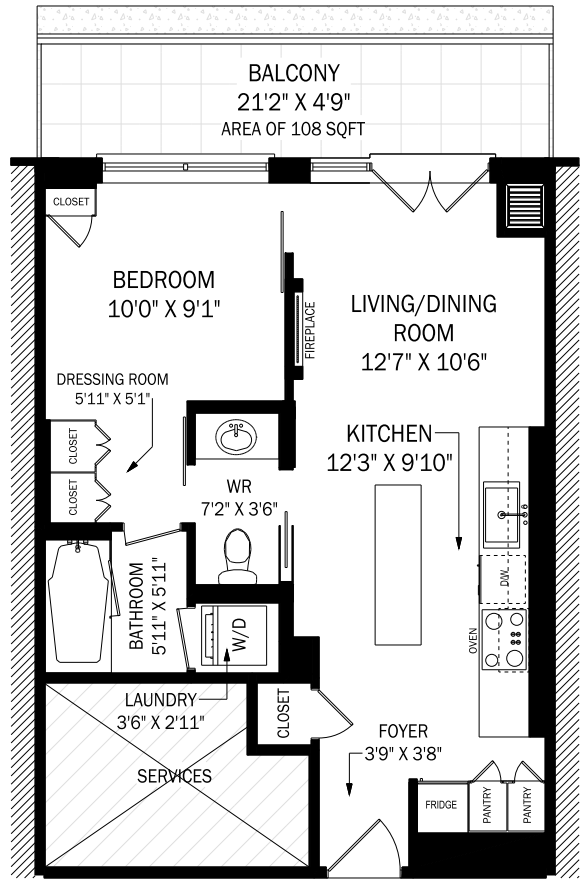 BALCONY
21'2" X 4'9"
AREA OF 108 SQFT
CLOSET
BEDROOM
10'0" X 9'1"
FIREPLACE
LIVING/DINING
ROOM
12'7" X 10'6"
DRESSING ROOM
5'11" X 5'1"
CLOSET
CLOSET
KITCHEN
12'3" X 9'10"
WR
7'2" X 3'6"
D/W
BATHROOM
5'11" X 5'11"
W/D
OVEN
LAUNDRY
3'6" X 2'11"
CLOSET
FOYER
3'9" X 3'8"
SERVICES
FRIDGE
PANTRY
PANTRY